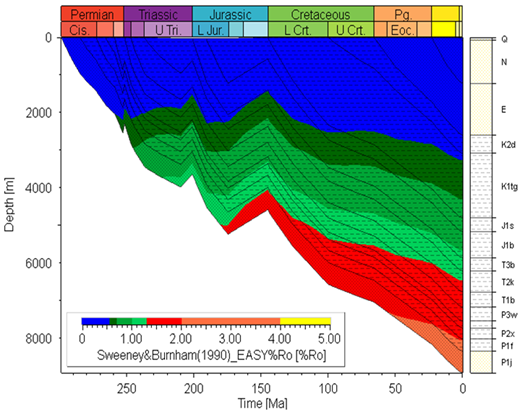 Permian Triassic Jurassic Cretaceous Pg.
Cis. U Tri. L Jur. L Crt. U Crt. Eoc.
Depth [m]
0
2000
4000
6000
8000
Q
N
E
K2d
K1tg
J1s
J1b
T3b
T2k
T1b
P3w
P2x
P1f
P1j
0.00 1.00 2.00 3.00 4.00 5.00
Sweeney&Burnham(1990)_EASY%Ro [%Ro]
250 200 150 100 50 0
Time [Ma]